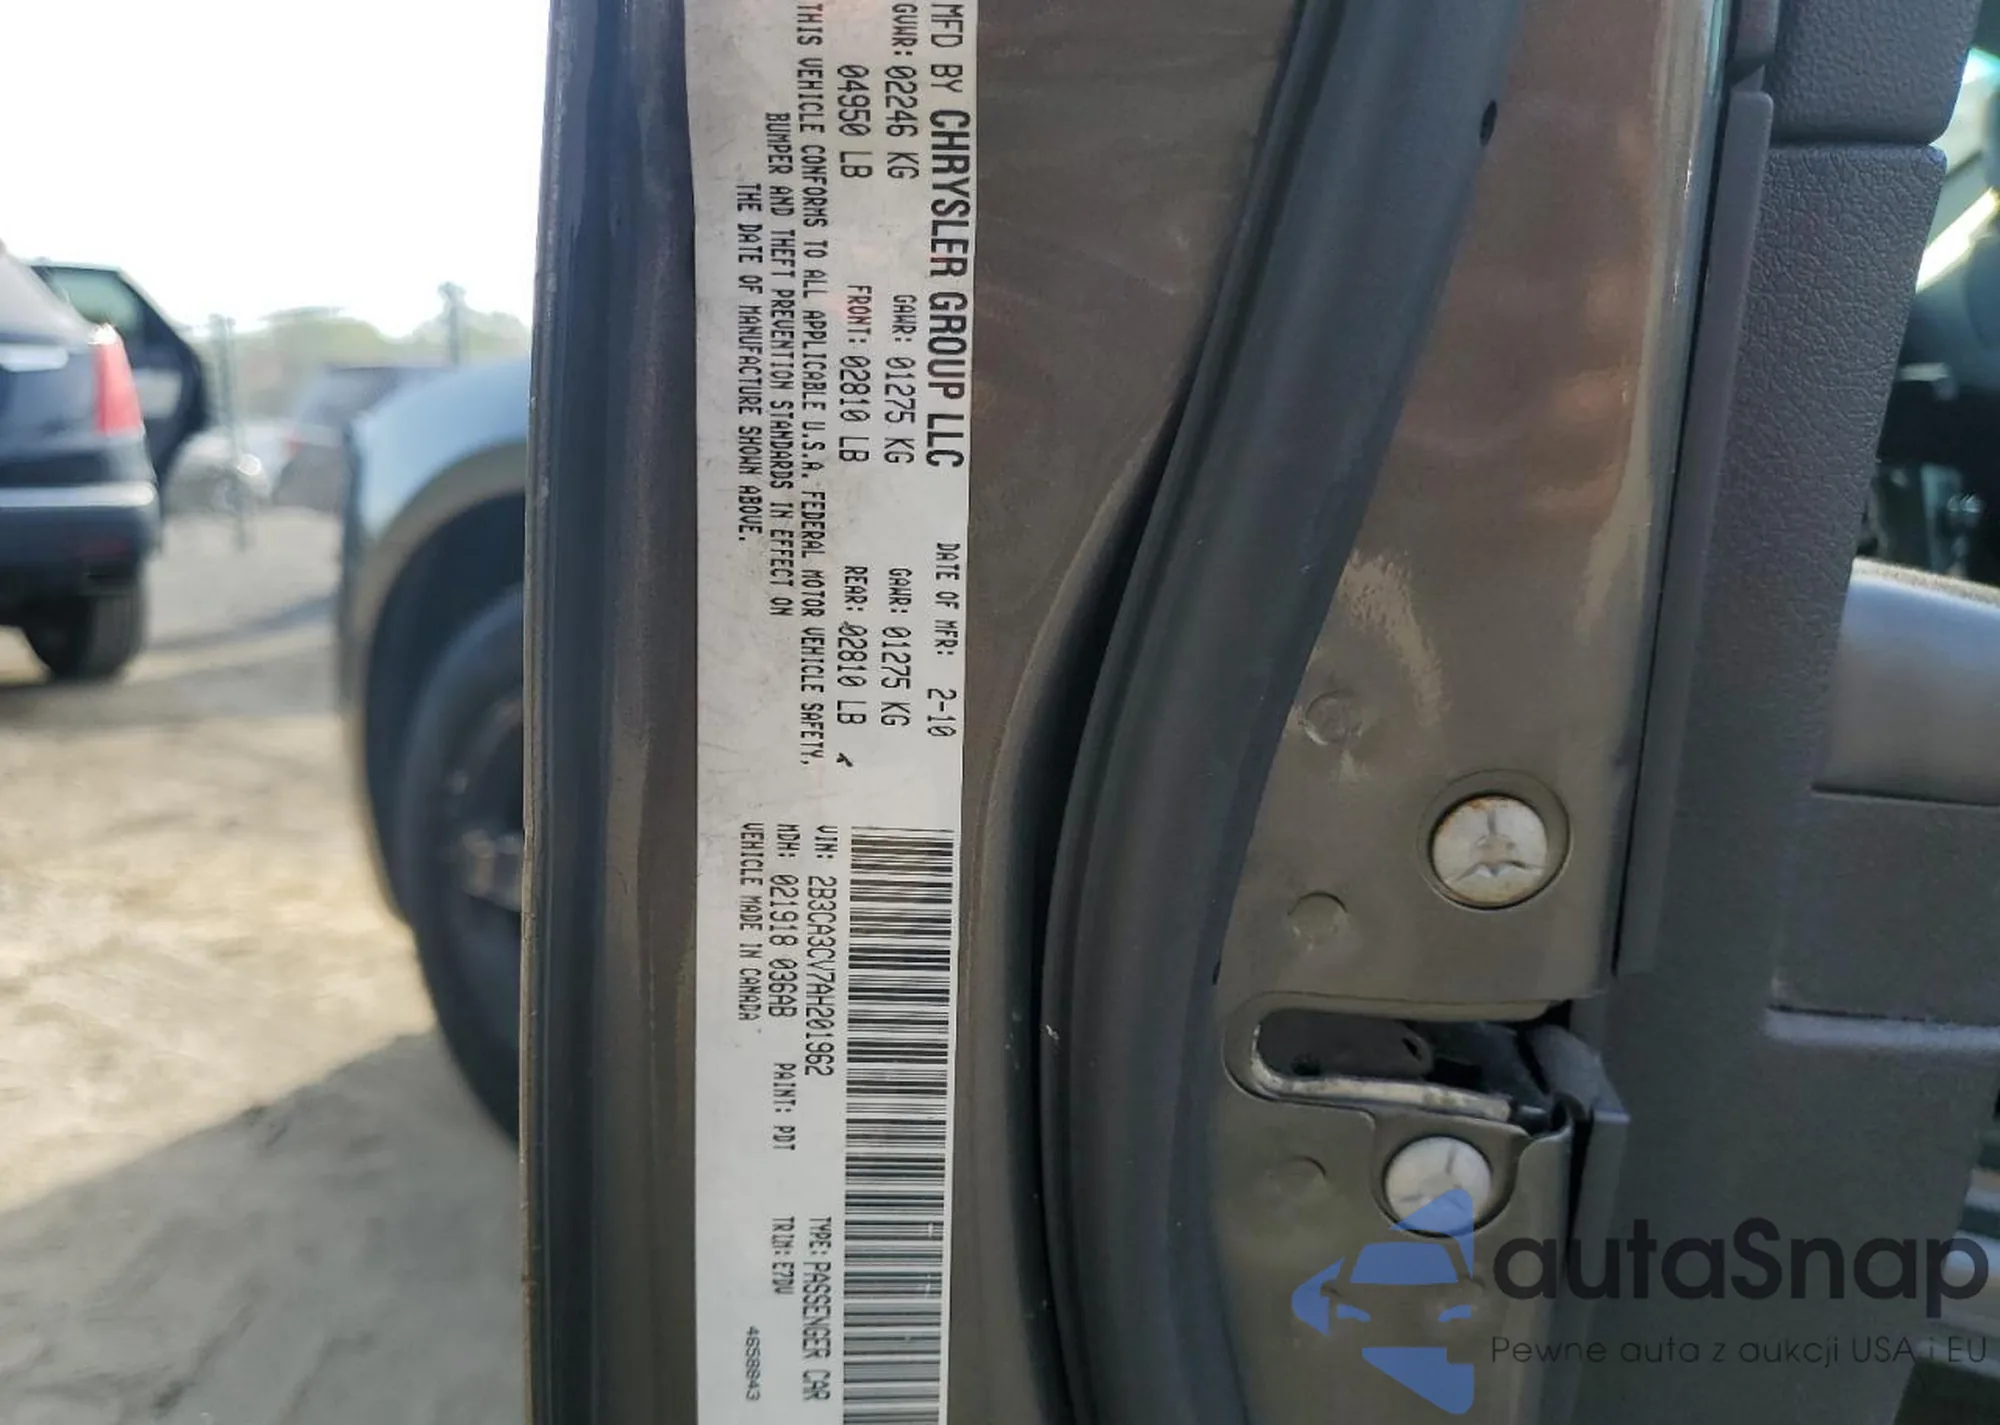 MFD BY CHRYSLER GROUP LLC DATE OF MFR: 2-10
GVWR: 02246 KG GAWR: 01275 KG GAWR: 01275 KG
04950 LB FRONT: 02810 LB REAR: 02810 LB
THIS VEHICLE CONFORMS TO ALL APPLICABLE U.S.A. FEDERAL MOTOR VEHICLE SAFETY,
BUMPER AND THEFT PREVENTION STANDARDS IN EFFECT ON
THE DATE OF MANUFACTURE SHOWN ABOVE.
VIN: 2B3CA3CV7AH201962 TYPE: PASSENGER CAR
MDH: 021918 036AB PAINT: PDT TRIM: E7DV
VEHICLE MADE IN CANADA 4658843
autaSnap
Pewne auta z aukcji USA i EU